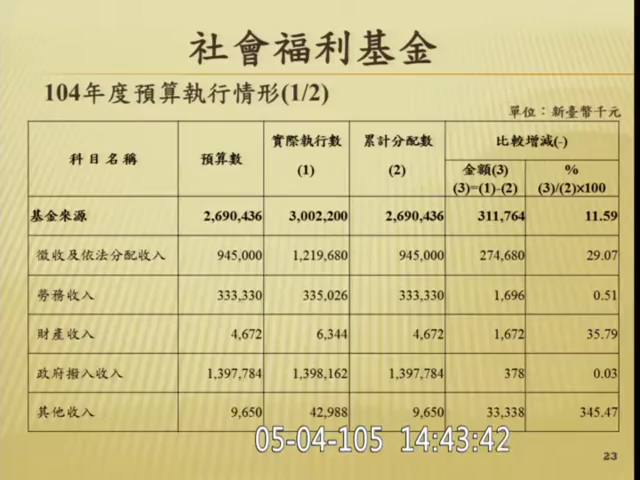 社會福利基金
104年度預算執行情形(1/2)
單位：新臺幣千元
科目名稱 預算數 實際執行數 (1) 累計分配數 (2) 比較增減(-)
金額(3) (3)=(1)-(2) % (3)/(2)×100
基金來源 2,690,436 3,002,200 2,690,436 311,764 11.59
徵收及依法分配收入 945,000 1,219,680 945,000 274,680 29.07
勞務收入 333,330 335,026 333,330 1,696 0.51
財產收入 4,672 6,344 4,672 1,672 35.79
政府撥入收入 1,397,784 1,398,162 1,397,784 378 0.03
其他收入 9,650 42,988 9,650 33,338 345.47
05-04-105 14:43:42
23